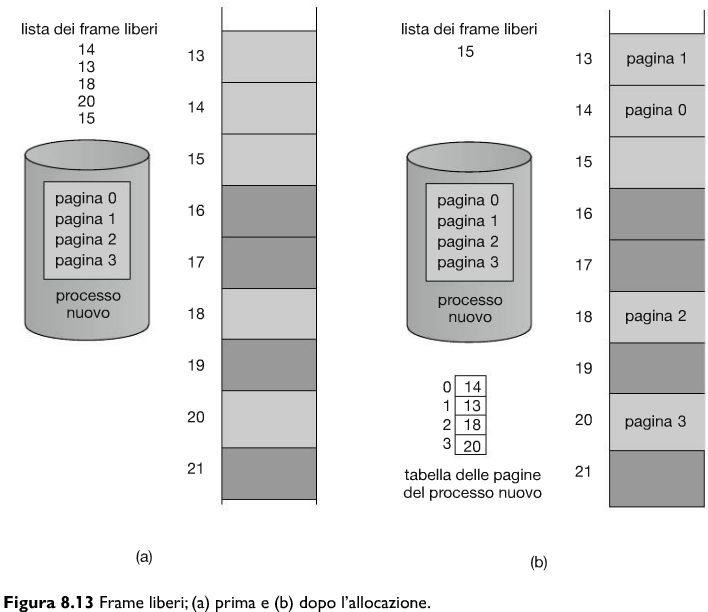 lista dei frame liberi
14
13
18
20
15
pagina 0
pagina 1
pagina 2
pagina 3
processo
nuovo
13
14
15
16
17
18
19
20
21
(a)
lista dei frame liberi
15
pagina 0
pagina 1
pagina 2
pagina 3
processo
nuovo
0 14
1 13
2 18
3 20
tabella delle pagine
del processo nuovo
13 pagina 1
14 pagina 0
15
16
17
18 pagina 2
19
20 pagina 3
21
(b)
Figura 8.13 Frame liberi; (a) prima e (b) dopo l'allocazione.